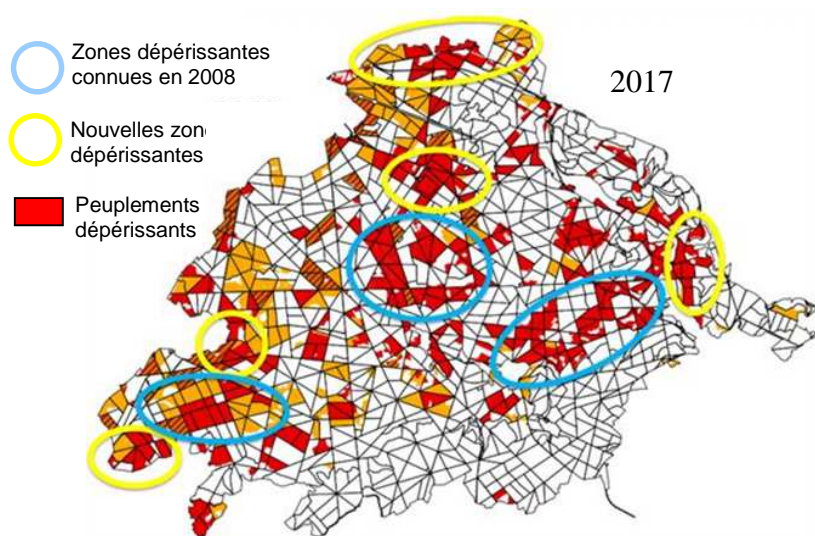 Zones dépérissantes
connues en 2008
2017
Nouvelles zon
dépérissantes
Peuplements
dépérissants